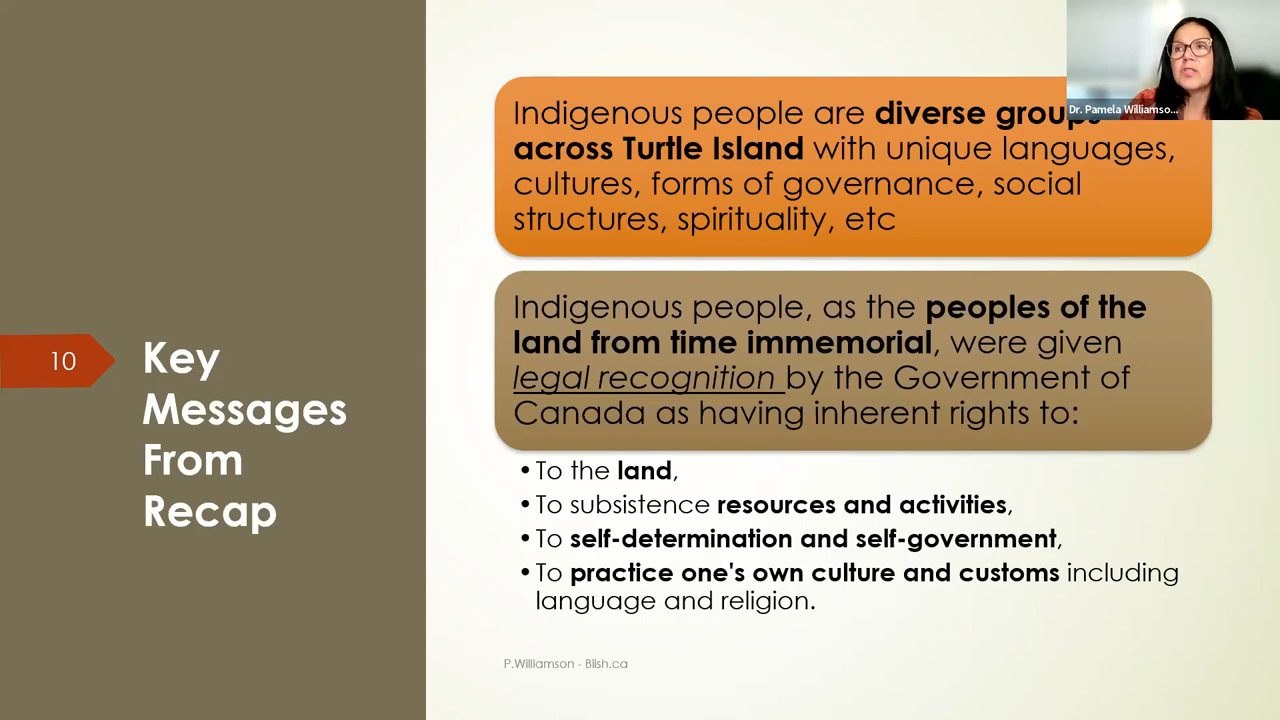 10
Key
Messages
From
Recap
Indigenous people are diverse groups
across Turtle Island with unique languages,
cultures, forms of governance, social
structures, spirituality, etc
Indigenous people, as the peoples of the
land from time immemorial, were given
legal recognition by the Government of
Canada as having inherent rights to:
• To the land,
• To subsistence resources and activities,
• To self-determination and self-government,
• To practice one's own culture and customs including
language and religion.
P.Williamson - Biish.ca
Dr. Pamela Williamso...